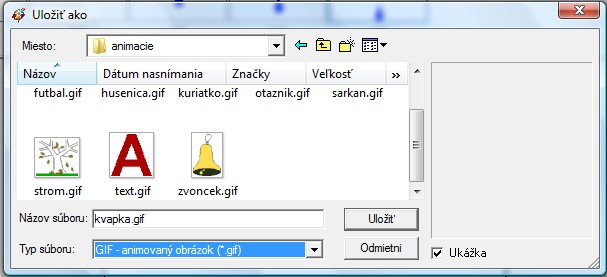 Uložiť ako
Miesto: animacie
Názov Dátum nasnímania Značky Veľkosť »
futbal.gif husenica.gif kuriatko.gif otaznik.gif sarkan.gif
A
strom.gif text.gif zvoncek.gif
Názov súboru: kvapka.gif Uložiť
Typ súboru: GIF - animovaný obrázok (*.gif) Odmietni
Ukážka